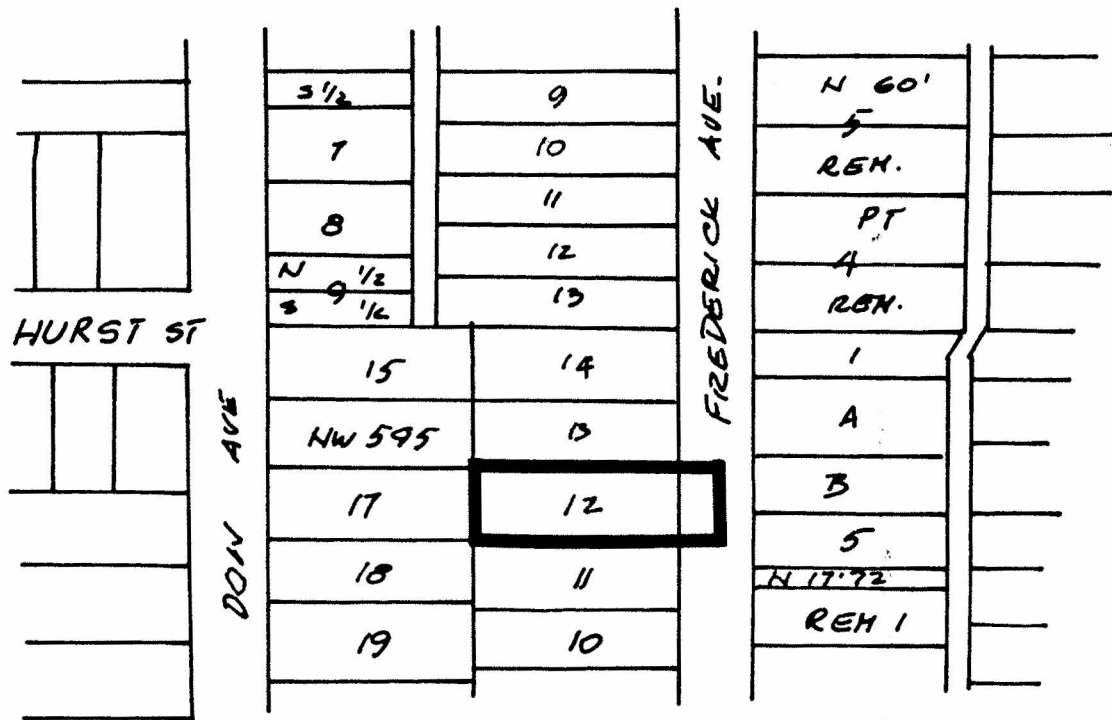 S 1/2
7
8
N 1/2
9
S 1/2
15
NW 595
17
18
19
9
10
11
12
13
14
13
12
11
10
N 60'
5
REM.
PT
4
REM.
1
A
B
5
N 17.72
REM 1
HURST ST
DON AVE
FREDERICK AVE.